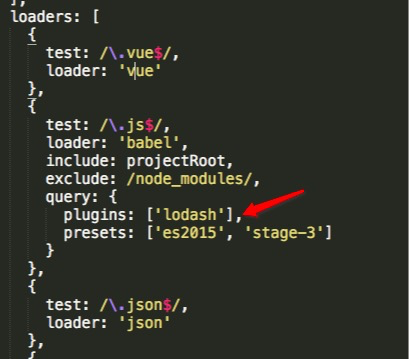 ],
loaders: [
{
test: /\.vue$/,
loader: 'vue'
},
{
test: /\.js$/,
loader: 'babel',
include: projectRoot,
exclude: /node_modules/,
query: {
plugins: ['lodash'],
presets: ['es2015', 'stage-3']
}
},
{
test: /\.json$/,
loader: 'json'
},
{